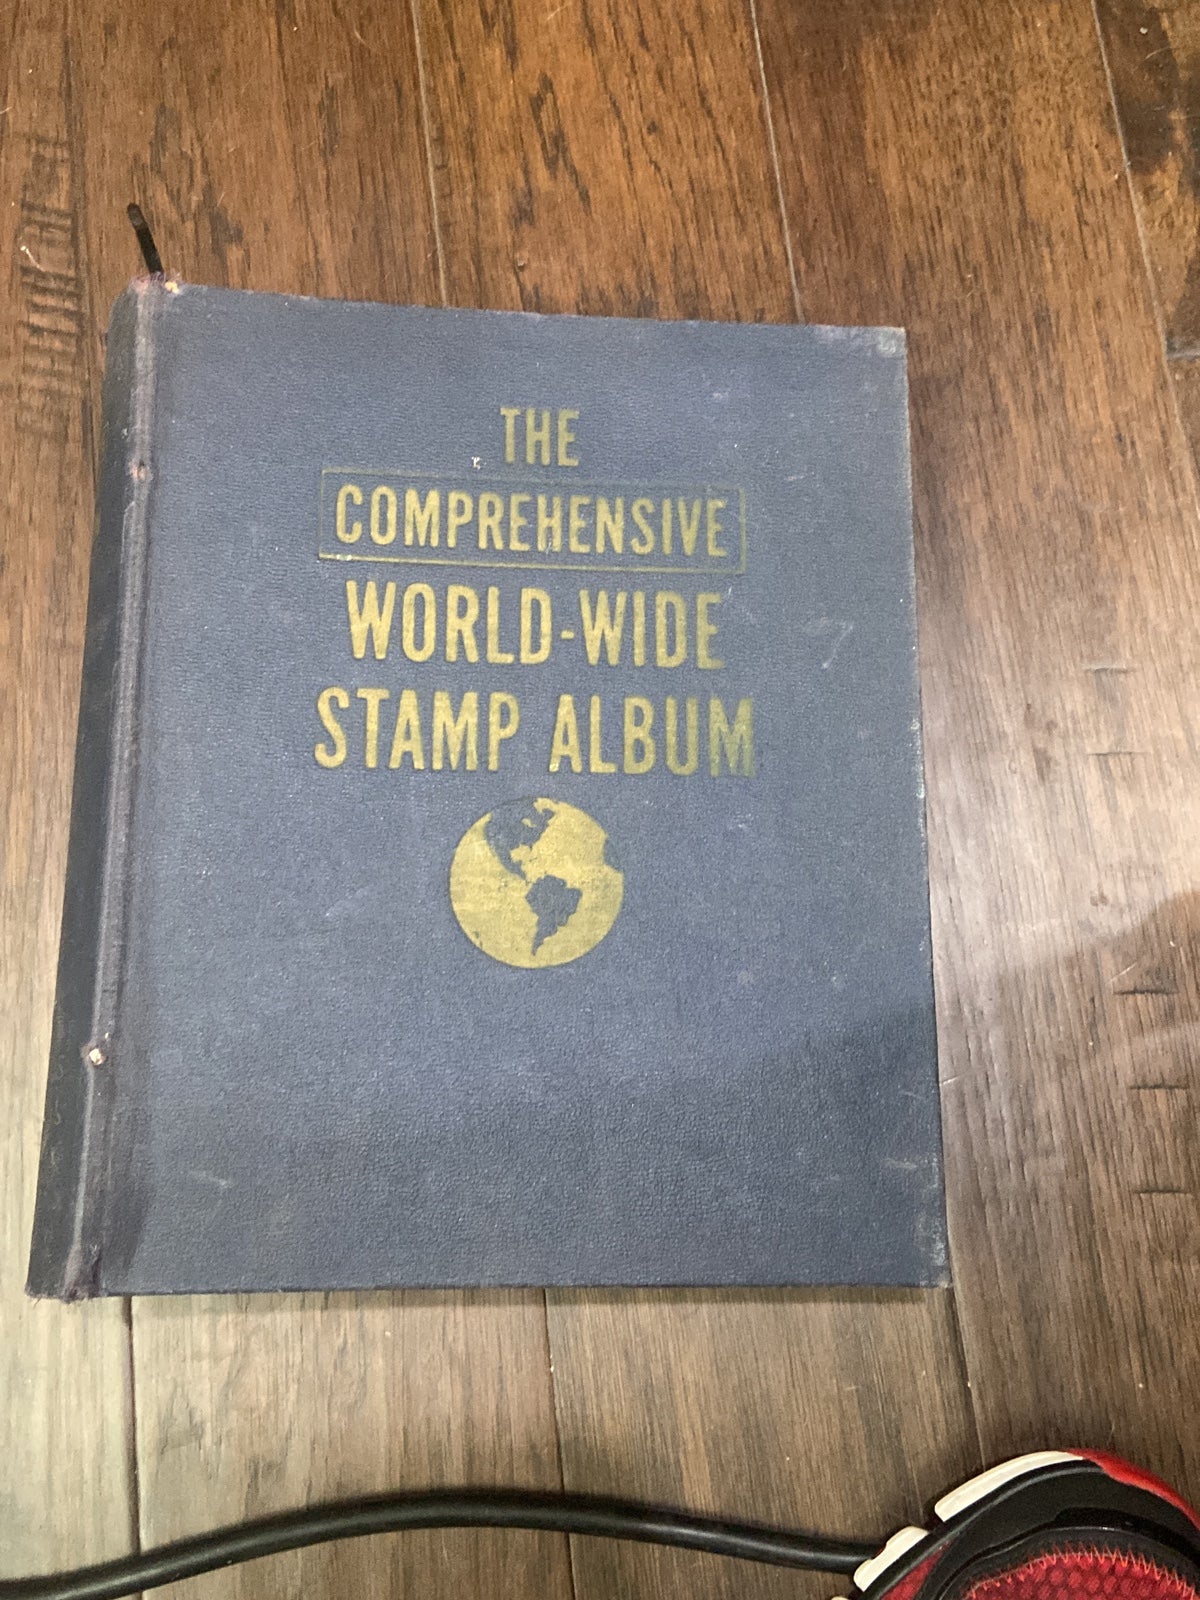 THE
COMPREHENSIVE
WORLD-WIDE
STAMP ALBUM